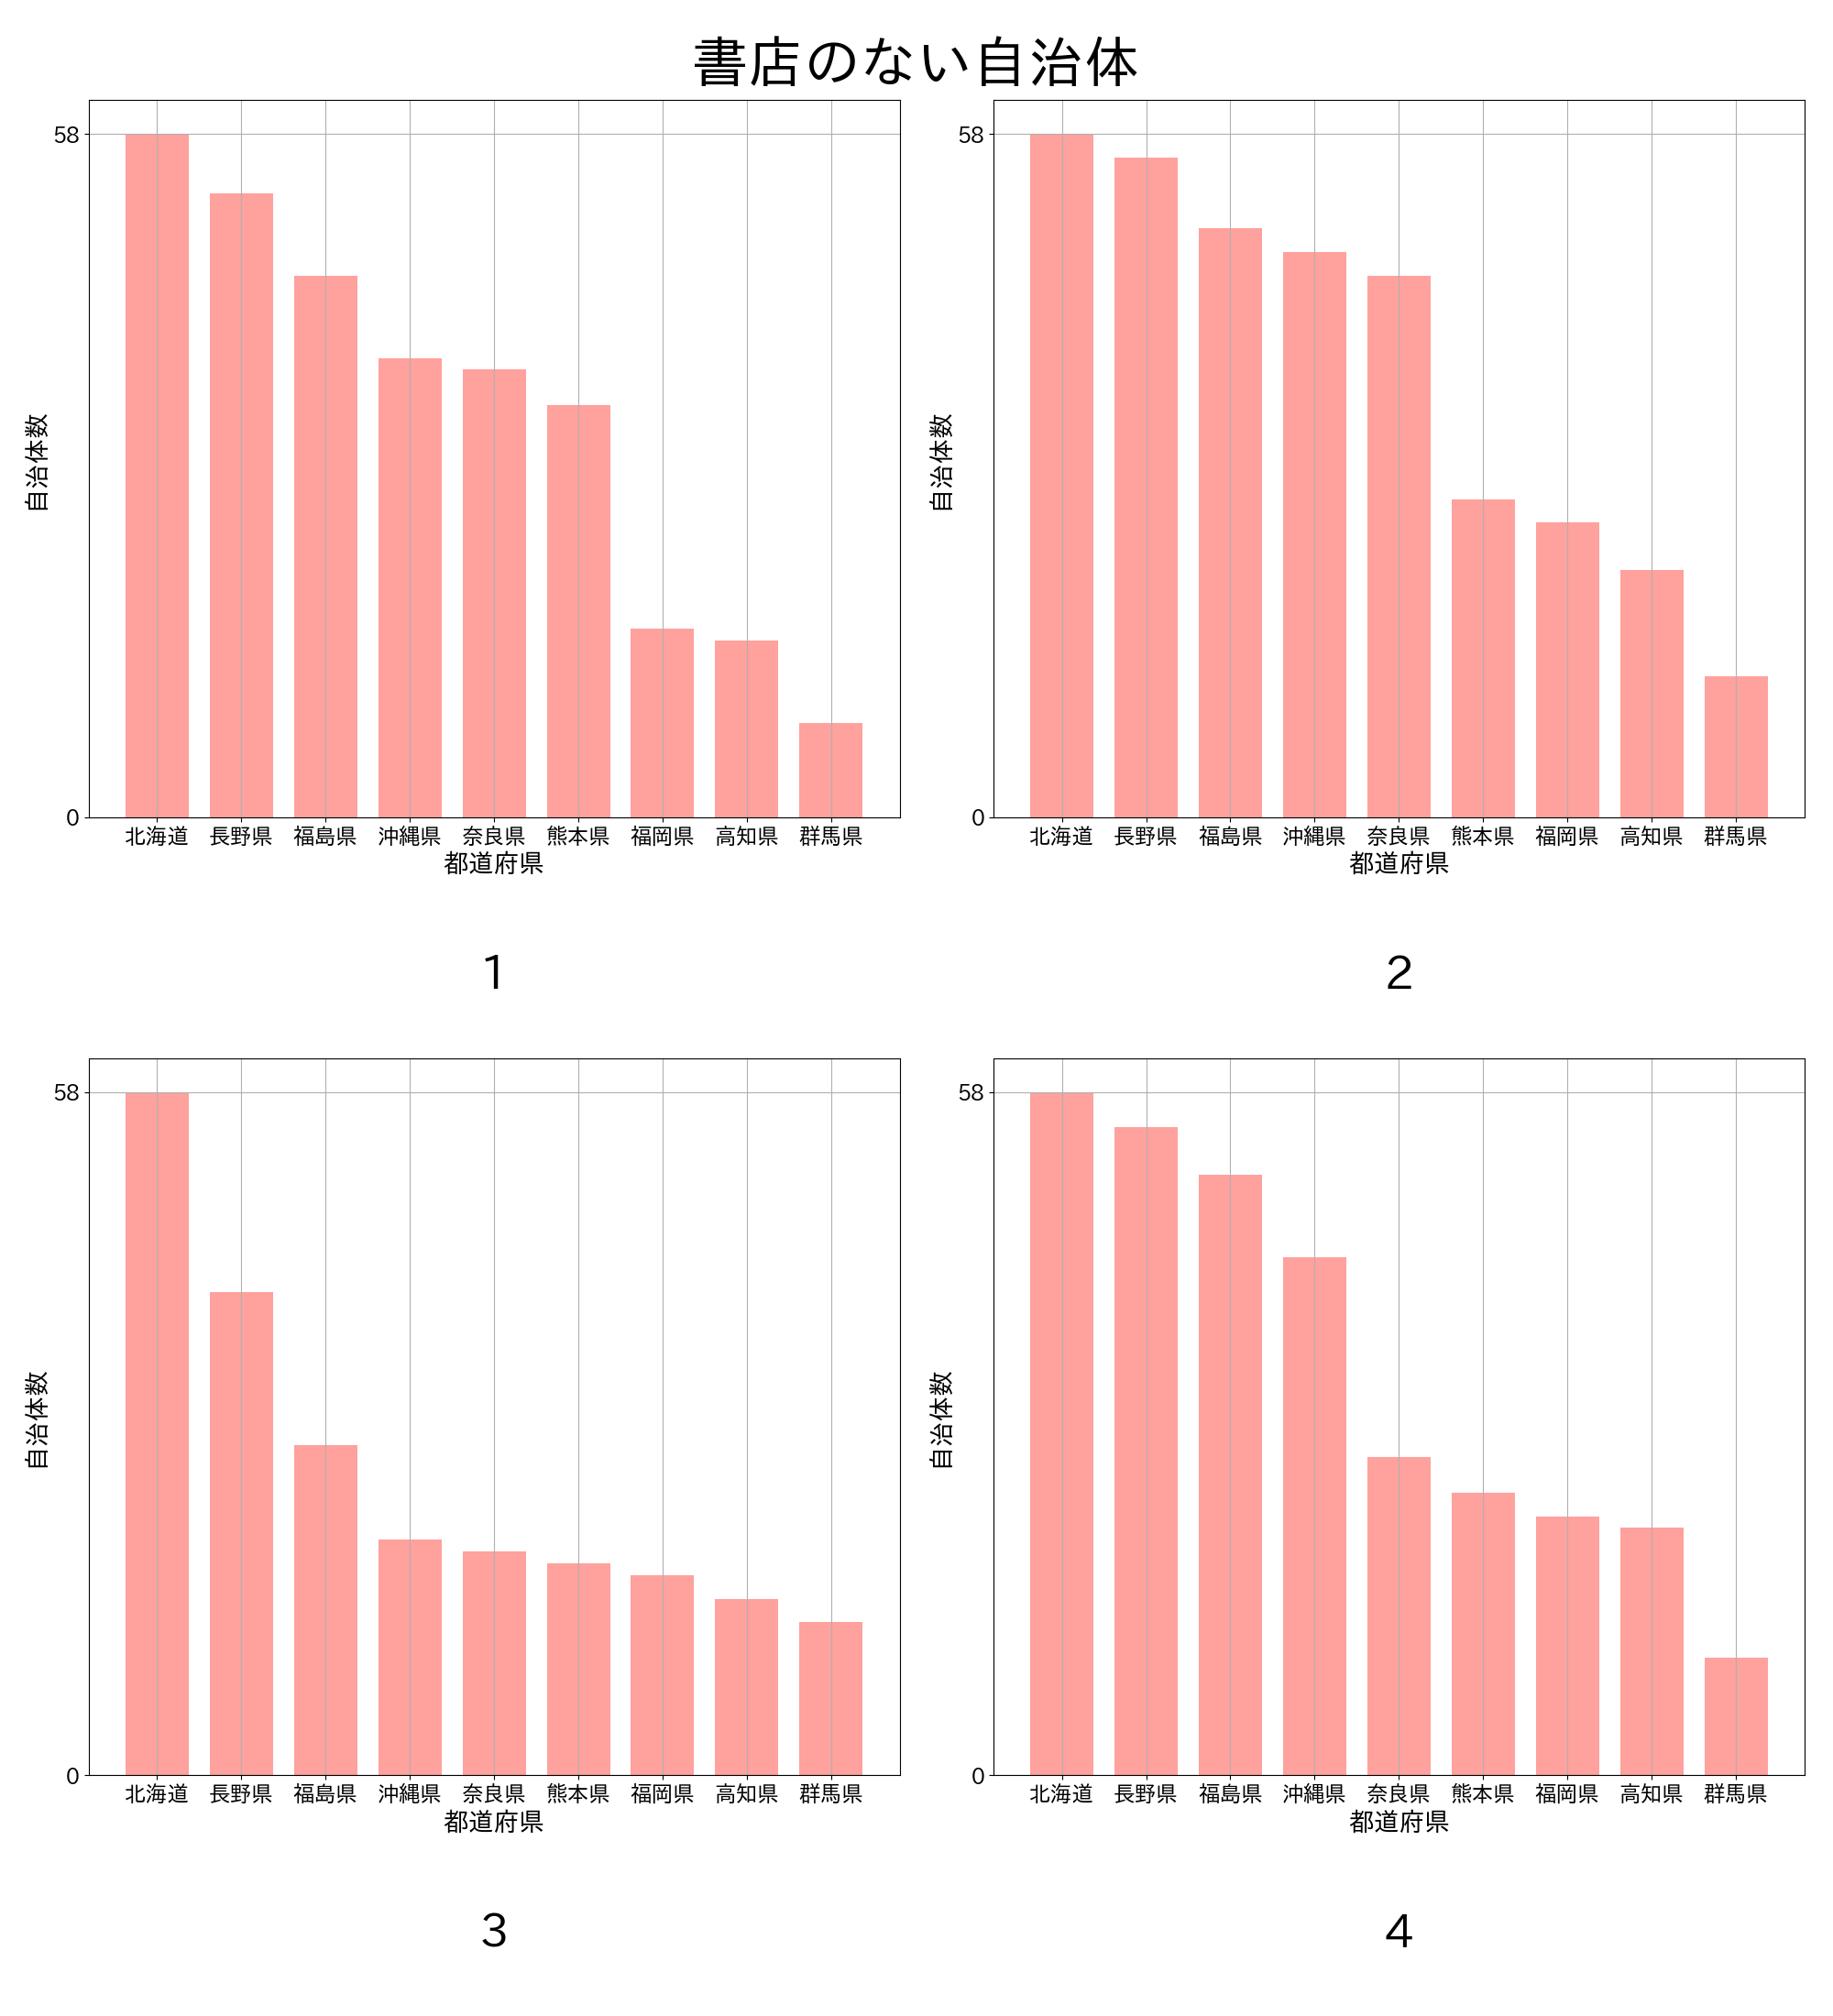 書店のない自治体
58
0
自治体数
北海道 長野県 福島県 沖縄県 奈良県 熊本県 福岡県 高知県 群馬県
都道府県
1
58
0
自治体数
北海道 長野県 福島県 沖縄県 奈良県 熊本県 福岡県 高知県 群馬県
都道府県
2
58
0
自治体数
北海道 長野県 福島県 沖縄県 奈良県 熊本県 福岡県 高知県 群馬県
都道府県
3
58
0
自治体数
北海道 長野県 福島県 沖縄県 奈良県 熊本県 福岡県 高知県 群馬県
都道府県
4